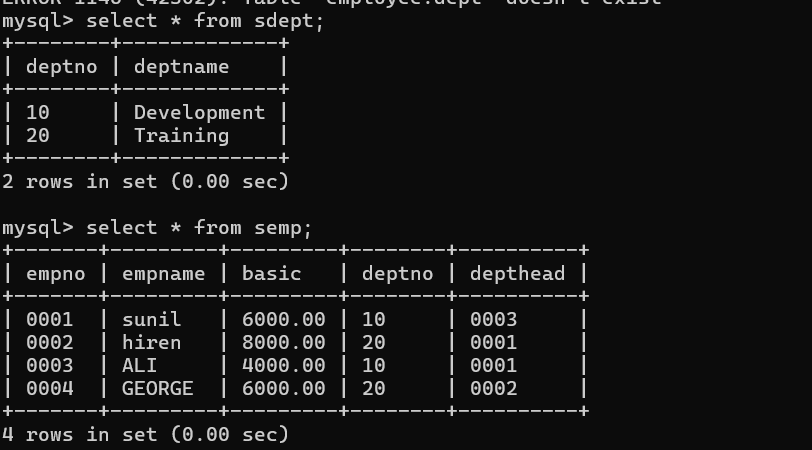 ERROR 1146 (42S02): Table 'employee.dept' doesn't exist
mysql> select * from sdept;
+--------+-------------+
| deptno | deptname    |
+--------+-------------+
| 10     | Development |
| 20     | Training    |
+--------+-------------+
2 rows in set (0.00 sec)

mysql> select * from semp;
+-------+---------+---------+--------+----------+
| empno | empname | basic   | deptno | depthead |
+-------+---------+---------+--------+----------+
| 0001  | sunil   | 6000.00 | 10     | 0003     |
| 0002  | hiren   | 8000.00 | 20     | 0001     |
| 0003  | ALI     | 4000.00 | 10     | 0001     |
| 0004  | GEORGE  | 6000.00 | 20     | 0002     |
+-------+---------+---------+--------+----------+
4 rows in set (0.00 sec)